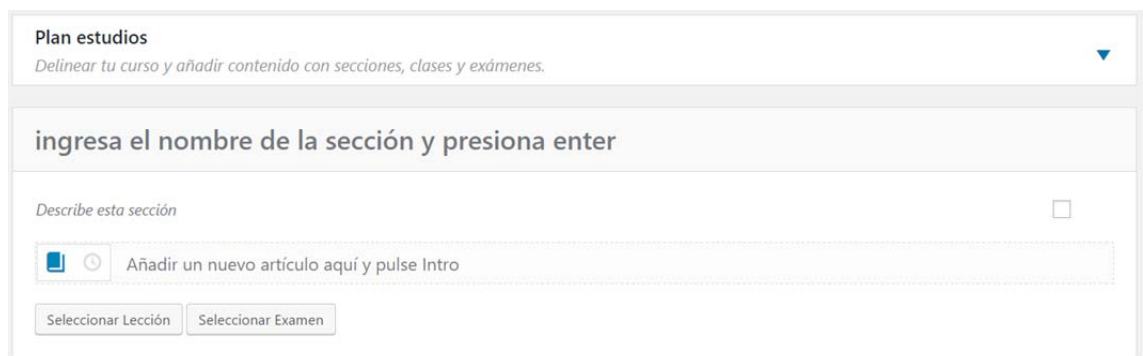 Plan estudios
Delinear tu curso y añadir contenido con secciones, clases y exámenes.
ingresa el nombre de la sección y presiona enter
Describe esta sección
Añadir un nuevo artículo aquí y pulse Intro
Seleccionar Lección Seleccionar Examen